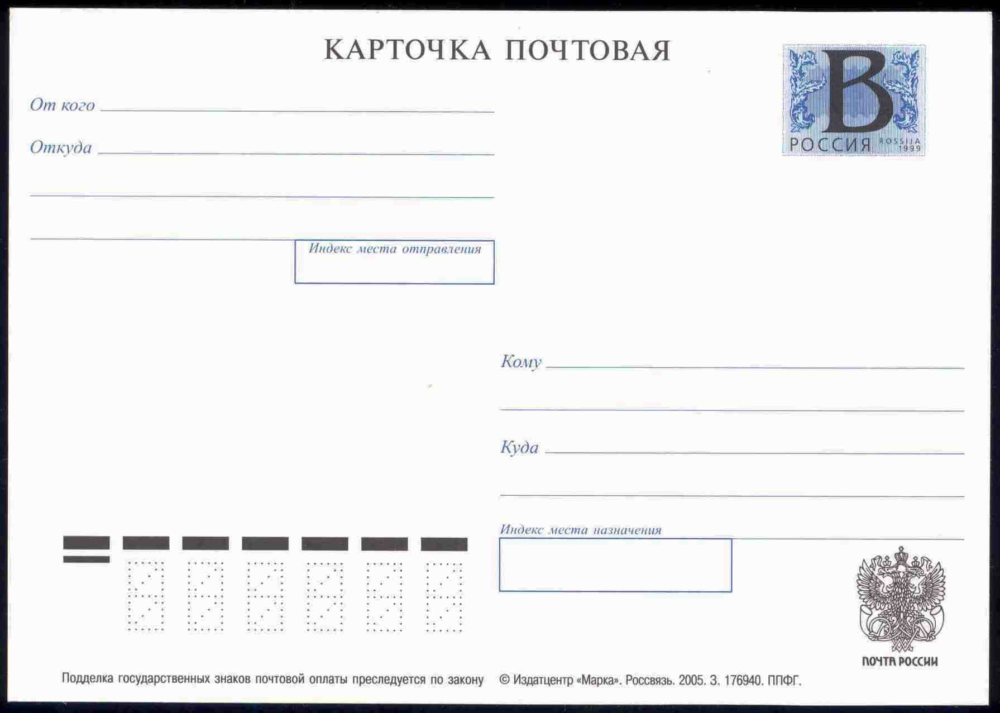 КАРТОЧКА ПОЧТОВАЯ
В
РОССИЯ ROSSIJA
1999
От кого
Откуда
Индекс места отправления
Кому
Куда
Индекс места назначения
ПОЧТА РОССИИ
Подделка государственных знаков почтовой оплаты преследуется по закону © Издатцентр «Марка». Россвязь. 2005. З. 176940. ППФГ.